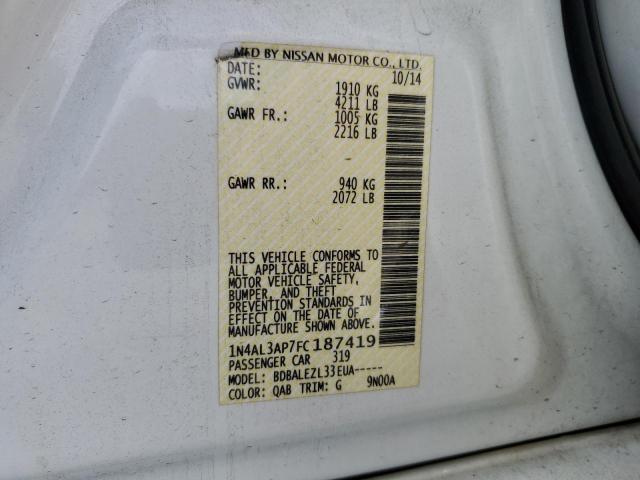 MFD BY NISSAN MOTOR CO., LTD.
DATE: 10/14
GVWR: 1910 KG
4211 LB
GAWR FR.: 1005 KG
2216 LB
GAWR RR.: 940 KG
2072 LB
THIS VEHICLE CONFORMS TO
ALL APPLICABLE FEDERAL
MOTOR VEHICLE SAFETY,
BUMPER, AND THEFT
PREVENTION STANDARDS IN
EFFECT ON THE DATE OF
MANUFACTURE SHOWN ABOVE.
1N4AL3AP7FC187419
PASSENGER CAR 319
MODEL: BDBALEZL33EUA-----
COLOR: QAB TRIM: G 9N00A